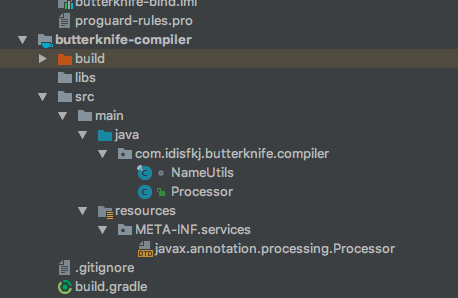 butterknife-bind.iml
proguard-rules.pro
butterknife-compiler
build
libs
src
main
java
com.idisfkj.butterknife.compiler
NameUtils
Processor
resources
META-INF.services
javax.annotation.processing.Processor
.gitignore
build.gradle